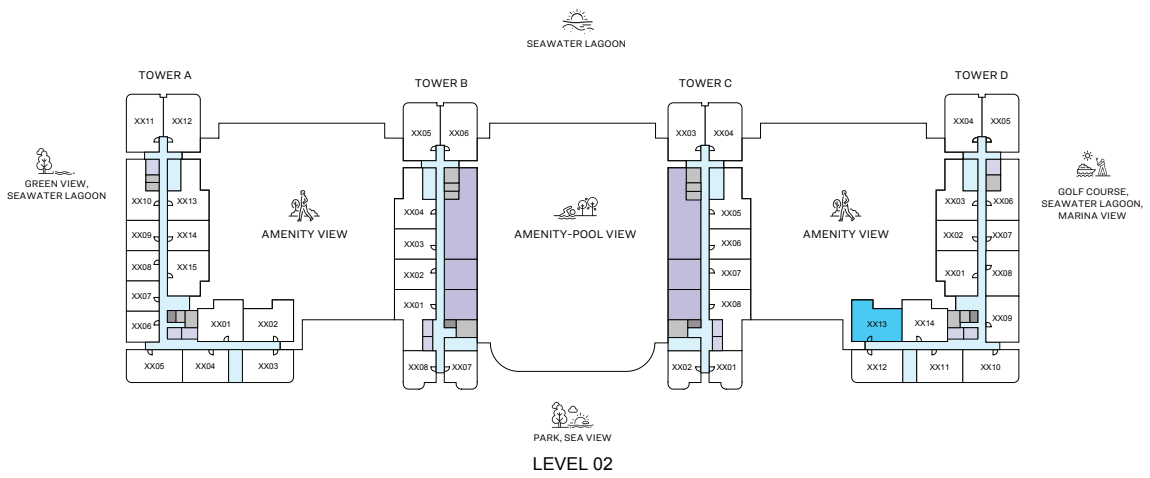 SEAWATER LAGOON
TOWER A
TOWER B
TOWER C
TOWER D
XX11
XX12
XX05
XX06
XX03
XX04
XX04
XX05
GREEN VIEW,
SEAWATER LAGOON
GOLF COURSE,
SEAWATER LAGOON,
MARINA VIEW
XX10
XX13
XX09
XX14
XX08
XX15
XX07
XX06
XX01
XX02
XX05
XX04
XX03
AMENITY VIEW
XX04
XX03
XX02
XX01
XX08
XX07
AMENITY-POOL VIEW
XX05
XX06
XX07
XX08
XX02
XX01
AMENITY VIEW
XX03
XX06
XX02
XX07
XX01
XX08
XX09
XX13
XX14
XX12
XX11
XX10
PARK, SEA VIEW
LEVEL 02